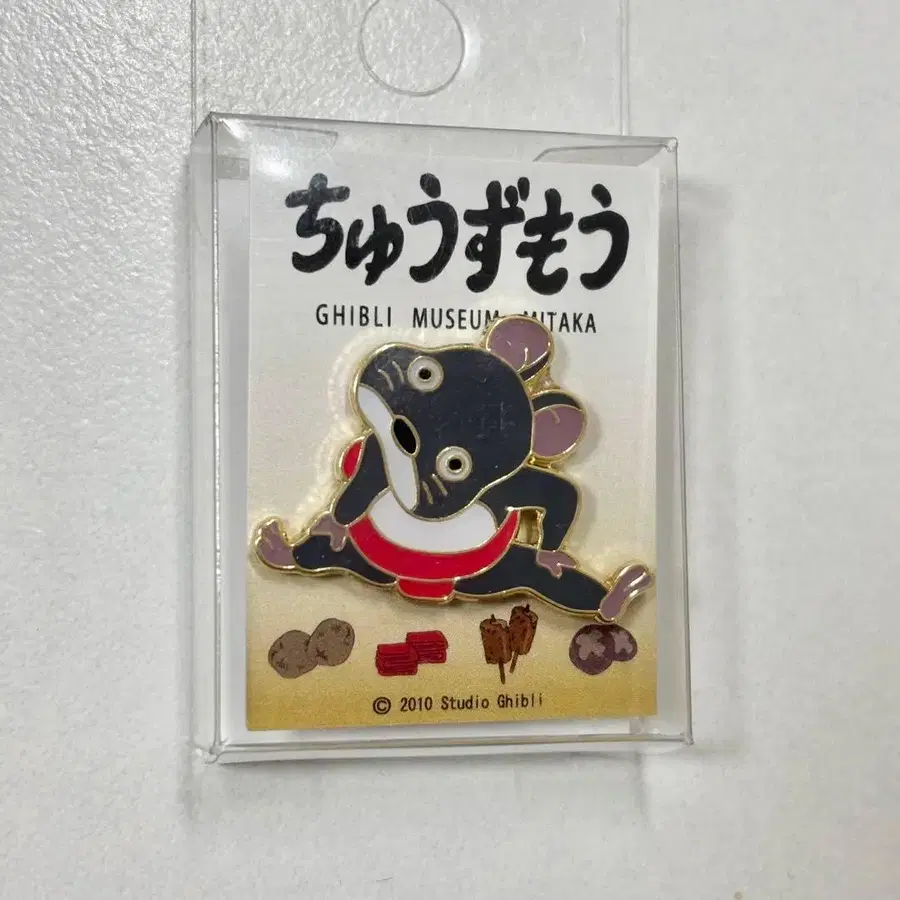 ちゅうずもう
GHIBLI MUSEUM MITAKA
© 2010 Studio Ghibli